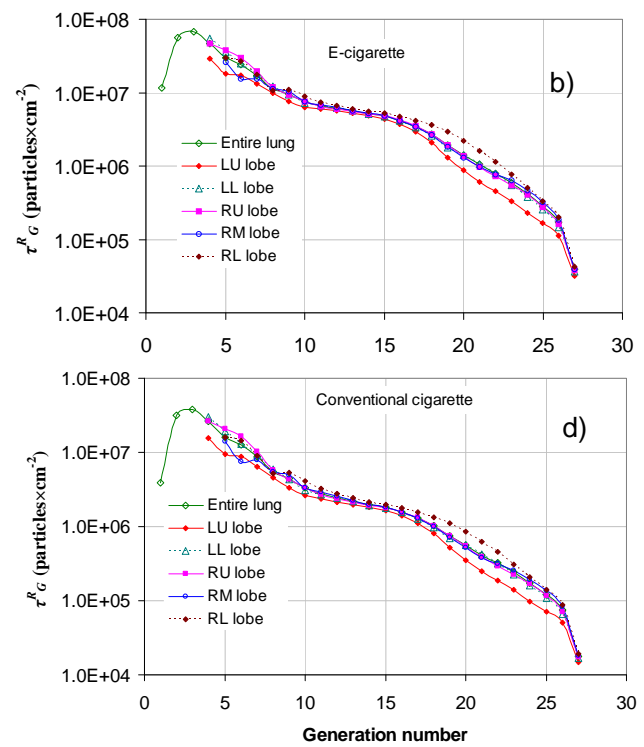 1.0E+08
1.0E+07
1.0E+06
1.0E+05
1.0E+04
τ^R_G (particles×cm-2)
E-cigarette
b)
Entire lung
LU lobe
LL lobe
RU lobe
RM lobe
RL lobe
0 5 10 15 20 25 30
1.0E+08
1.0E+07
1.0E+06
1.0E+05
1.0E+04
τ^R_G (particles×cm-2)
Conventional cigarette
d)
Entire lung
LU lobe
LL lobe
RU lobe
RM lobe
RL lobe
0 5 10 15 20 25 30
Generation number